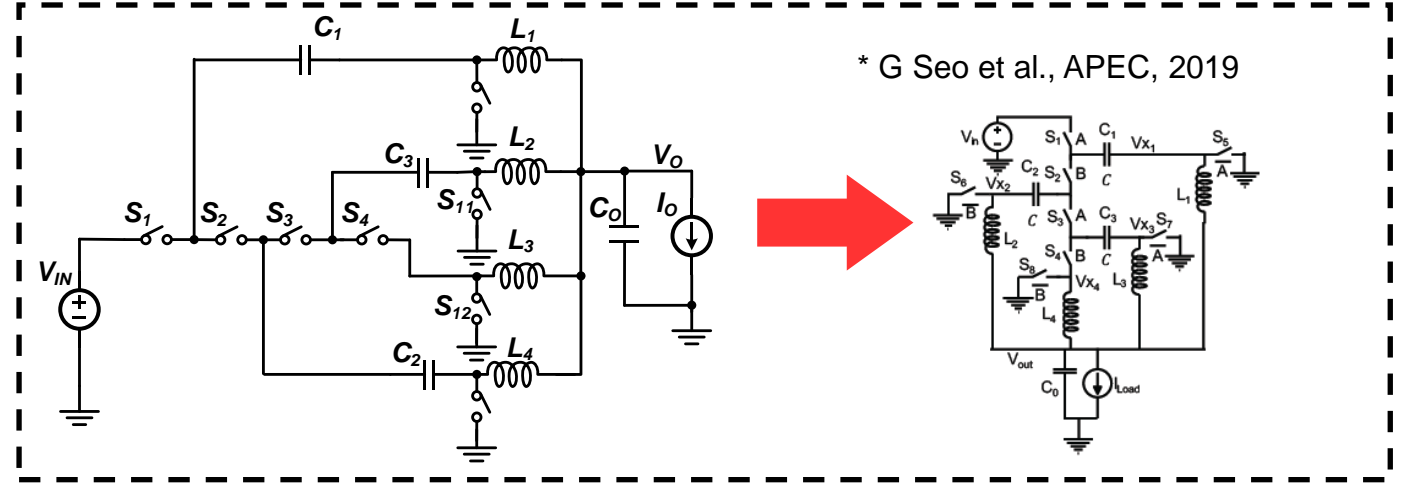 C1
L1
* G Seo et al., APEC, 2019
C3
L2
VO
S11
CO
IO
S1
S2
S3
S4
L3
VIN
S12
C2
L4
Vin
S1 A
C1
Vx1
S5
C
A
S2 B
C2
S6
Vx2
B
C
L1
S3 A
C3
Vx3
S7
C
A
L2
S4 B
S8
Vx4
B
L3
L4
Vout
C0
ILoad